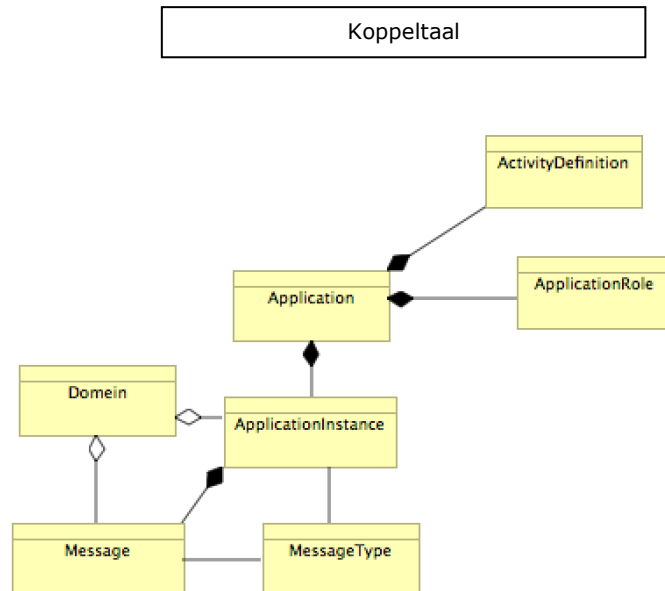 Koppeltaal
ActivityDefinition
ApplicationRole
Application
Domein
ApplicationInstance
Message
MessageType